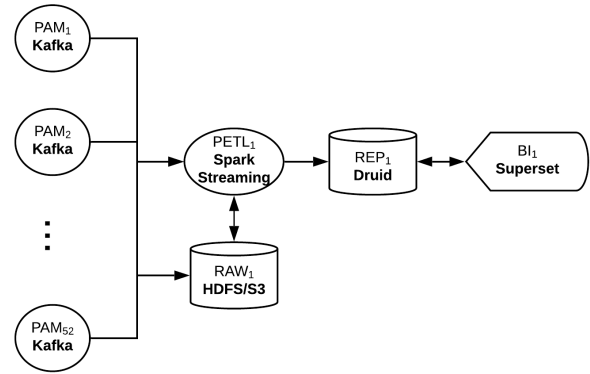 PAM₁
Kafka
PAM₂
Kafka
PETL₁
Spark
Streaming
REP₁
Druid
BI₁
Superset
RAW₁
HDFS/S3
PAM₅₂
Kafka